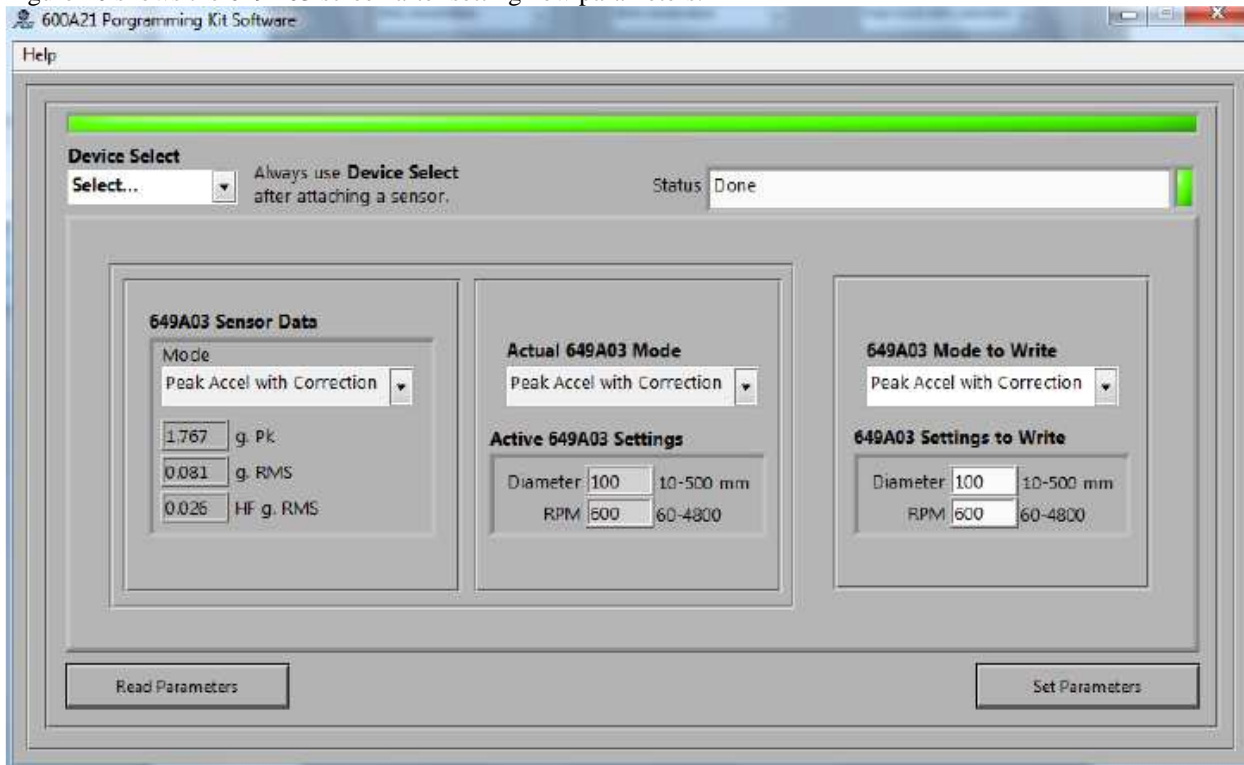 600A21 Porgramming Kit Software
Help
Device Select
Select...
Always use Device Select
after attaching a sensor.
Status Done
649A03 Sensor Data
Mode
Peak Accel with Correction
1.767 g. Pk
0.081 g. RMS
0.026 HF g. RMS
Actual 649A03 Mode
Peak Accel with Correction
Active 649A03 Settings
Diameter 100 10-500 mm
RPM 600 60-4800
649A03 Mode to Write
Peak Accel with Correction
649A03 Settings to Write
Diameter 100 10-500 mm
RPM 600 60-4800
Read Parameters
Set Parameters